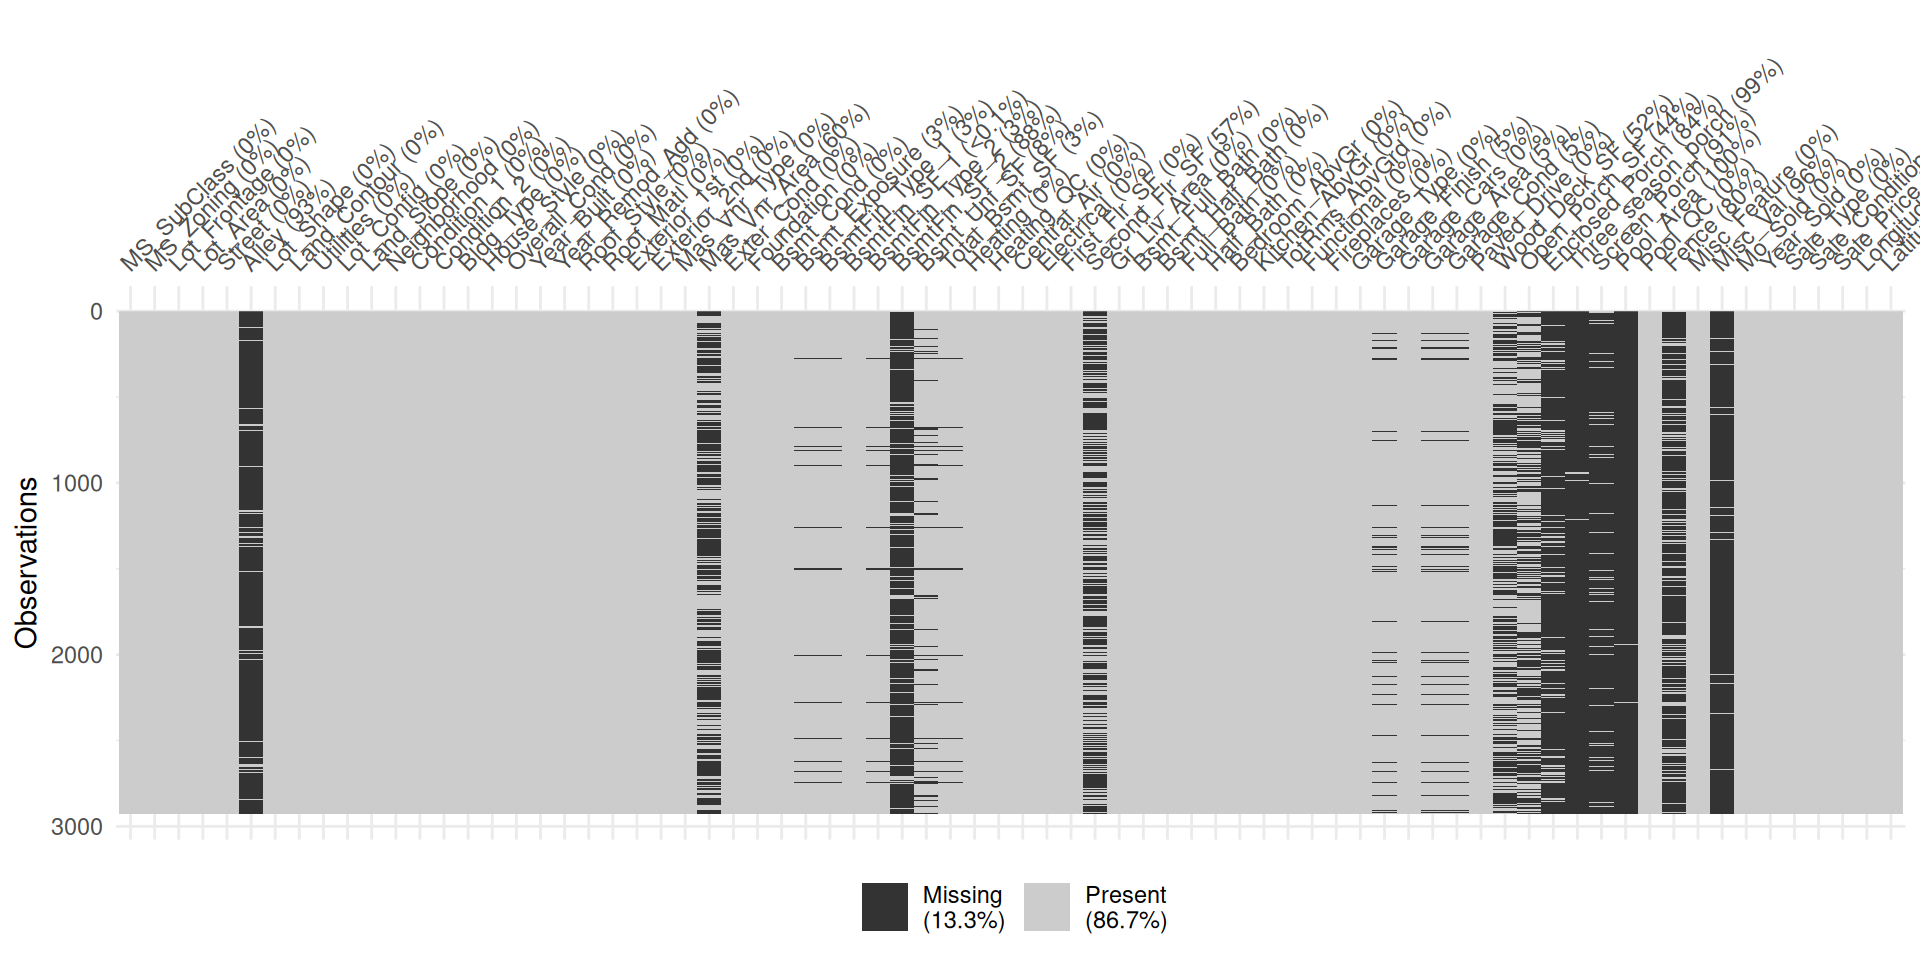 MS_SubClass (0%)
MS_Zoning (0%)
Lot_Frontage (0%)
Lot_Area (0%)
Street (0%)
Alley (93%)
Lot_Shape (0%)
Land_Contour (0%)
Utilities (0%)
Lot_Config (0%)
Land_Slope (0%)
Neighborhood (0%)
Condition_1 (0%)
Condition_2 (0%)
Bldg_Type (0%)
House_Style (0%)
Overall_Cond (0%)
Year_Built (0%)
Year_Remod_Add (0%)
Roof_Style (0%)
Roof_Matl (0%)
Exterior_1st (0%)
Exterior_2nd (0%)
Mas_Vnr_Type (0%)
Mas_Vnr_Area (60%)
Exter_Cond (0%)
Foundation (0%)
Bsmt_Cond (0%)
Bsmt_Exposure (3%)
BsmtFin_Type_1 (3%)
BsmtFin_SF_1 (<0.1%)
BsmtFin_Type_2 (3%)
BsmtFin_SF_2 (88%)
Bsmt_Unf_SF (8%)
Total_Bsmt_SF (3%)
Heating (0%)
Heating_QC (0%)
Central_Air (0%)
Electrical (0%)
First_Flr_SF (0%)
Second_Flr_SF (57%)
Gr_Liv_Area (0%)
Bsmt_Full_Bath (0%)
Bsmt_Half_Bath (0%)
Full_Bath (0%)
Half_Bath (0%)
Bedroom_AbvGr (0%)
Kitchen_AbvGr (0%)
TotRms_AbvGrd (0%)
Functional (0%)
Fireplaces (0%)
Garage_Type (0%)
Garage_Finish (5%)
Garage_Cars (0%)
Garage_Area (5%)
Garage_Cond (5%)
Paved_Drive (0%)
Wood_Deck_SF (52%)
Open_Porch_SF (44%)
Enclosed_Porch (84%)
Three_season_porch (99%)
Screen_Porch (91%)
Pool_Area (100%)
Pool_QC (0%)
Fence (80%)
Misc_Feature (0%)
Misc_Val (96%)
Mo_Sold (0%)
Year_Sold (0%)
Sale_Type (0%)
Sale_Condition
Sale_Price
0
1000
2000
3000
Observations
Missing
(13.3%)
Present
(86.7%)